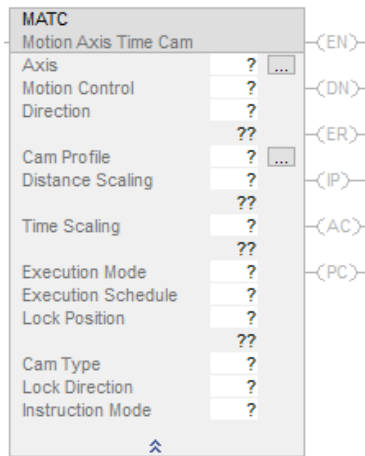 MATC
Motion Axis Time Cam (EN)
Axis ? ...
Motion Control ? (DN)
Direction ?
?? (ER)
Cam Profile ? ...
Distance Scaling ? (IP)
??
Time Scaling ? (AC)
??
Execution Mode ? (PC)
Execution Schedule ?
Lock Position ?
??
Cam Type ?
Lock Direction ?
Instruction Mode ?